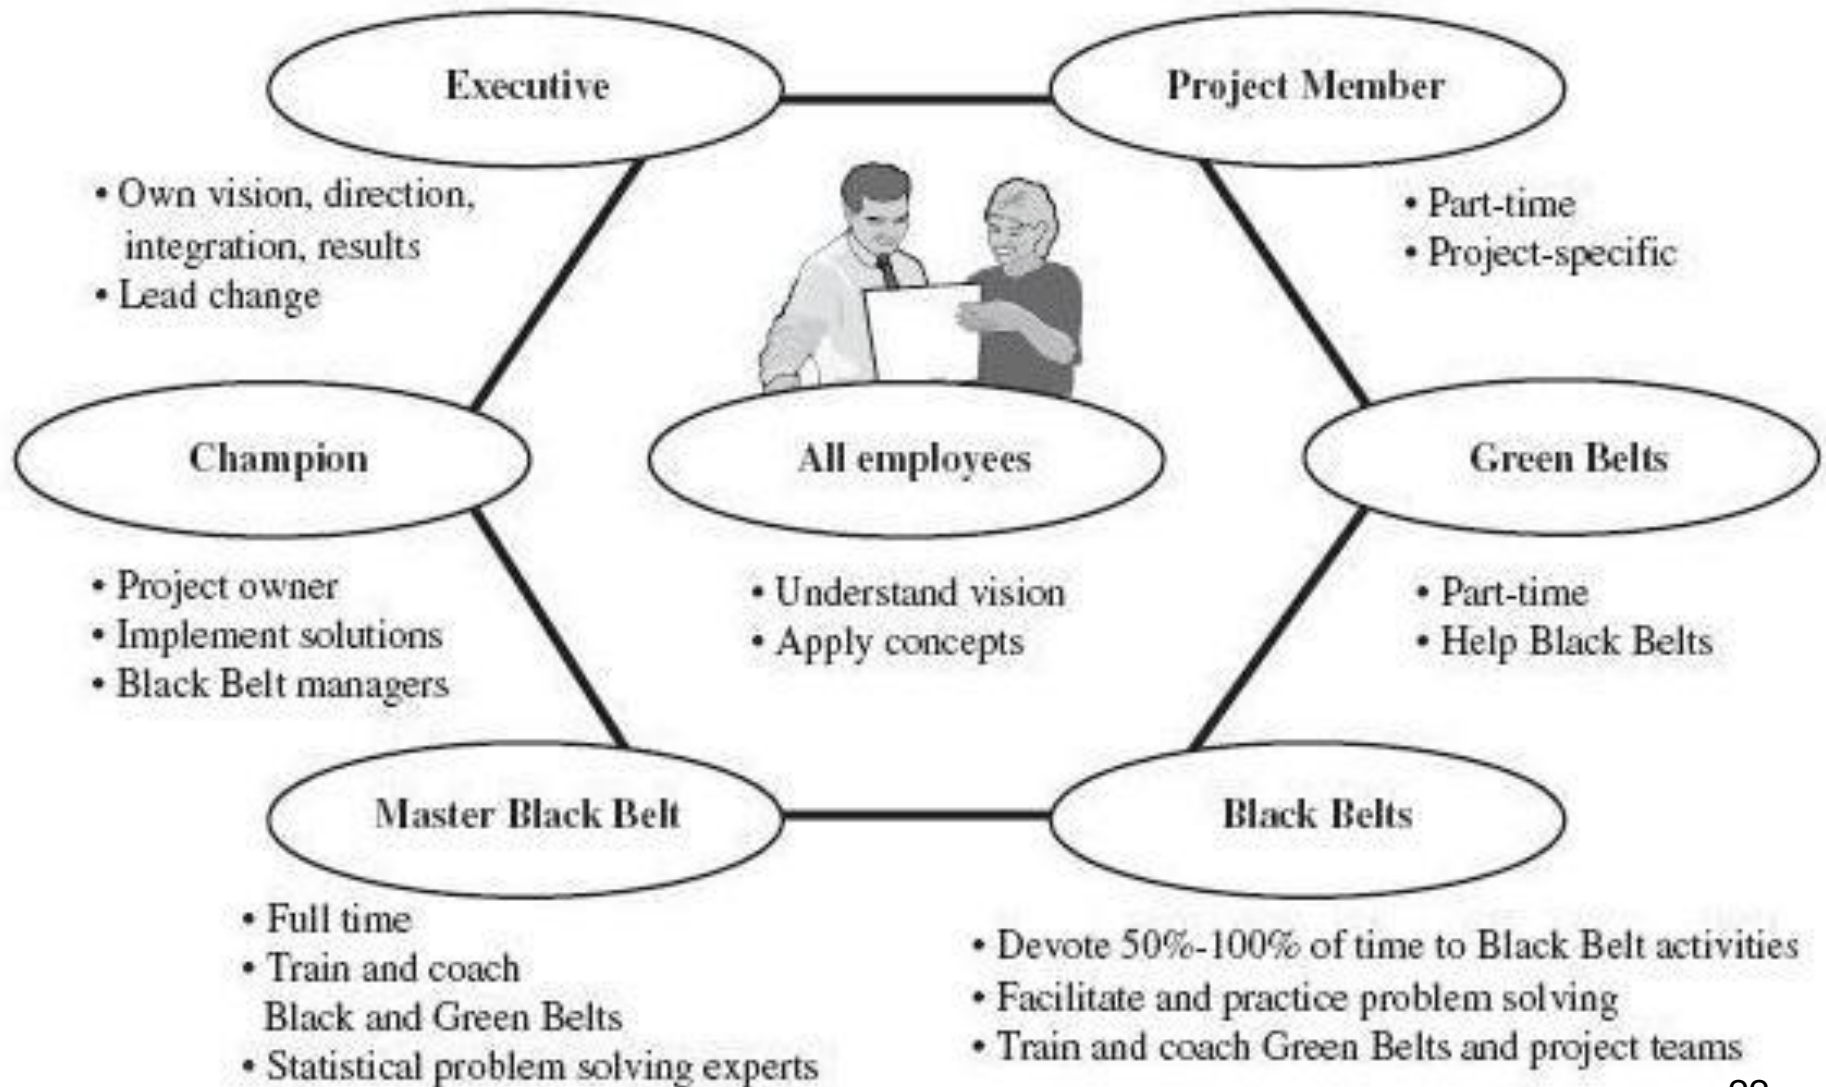 Executive
Project Member
• Own vision, direction,
integration, results
• Lead change
• Part-time
• Project-specific
Champion
All employees
Green Belts
• Project owner
• Implement solutions
• Black Belt managers
• Understand vision
• Apply concepts
• Part-time
• Help Black Belts
Master Black Belt
Black Belts
• Full time
• Train and coach
Black and Green Belts
• Statistical problem solving experts
• Devote 50%-100% of time to Black Belt activities
• Facilitate and practice problem solving
• Train and coach Green Belts and project teams